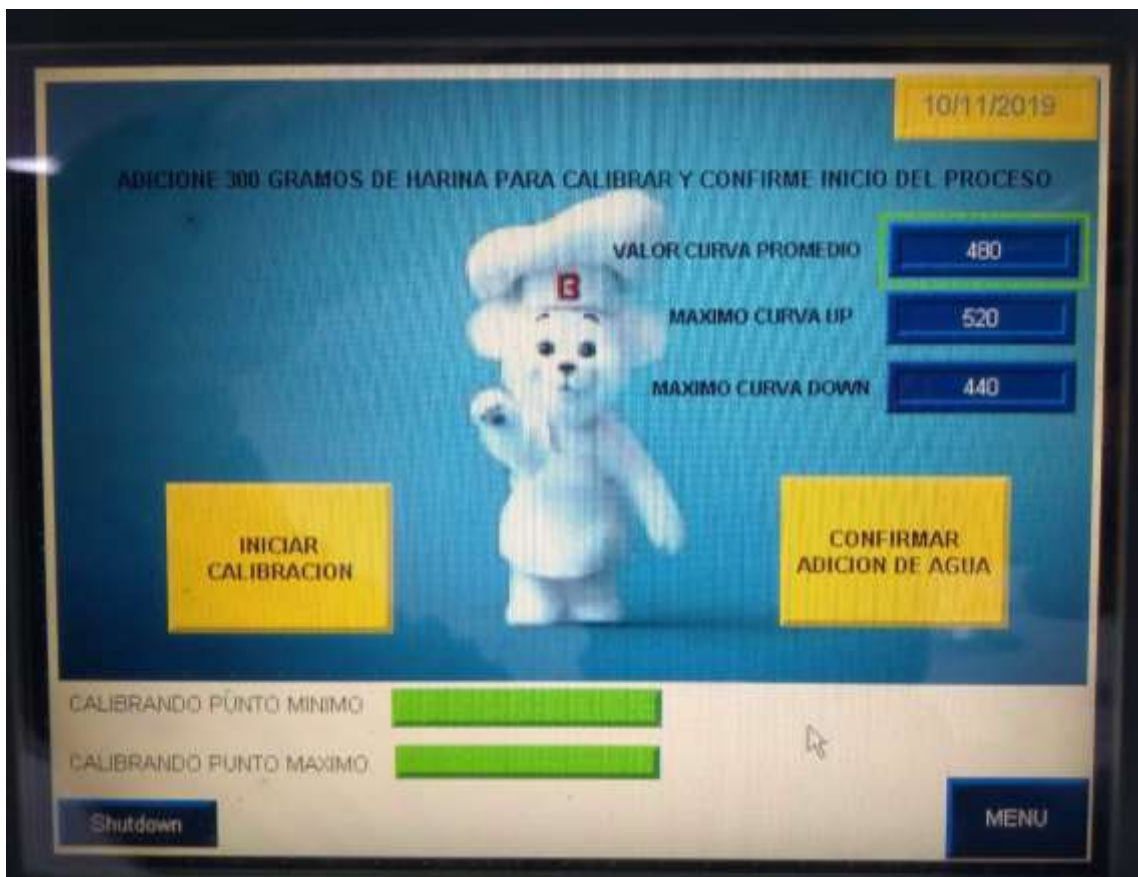 10/11/2019
ADICIONE 300 GRAMOS DE HARINA PARA CALIBRAR Y CONFIRME INICIO DEL PROCESO
VALOR CURVA PROMEDIO 480
B
MAXIMO CURVA UP 520
MAXIMO CURVA DOWN 440
INICIAR
CALIBRACION
CONFIRMAR
ADICION DE AGUA
CALIBRANDO PUNTO MINIMO
CALIBRANDO PUNTO MAXIMO
Shutdown
MENU